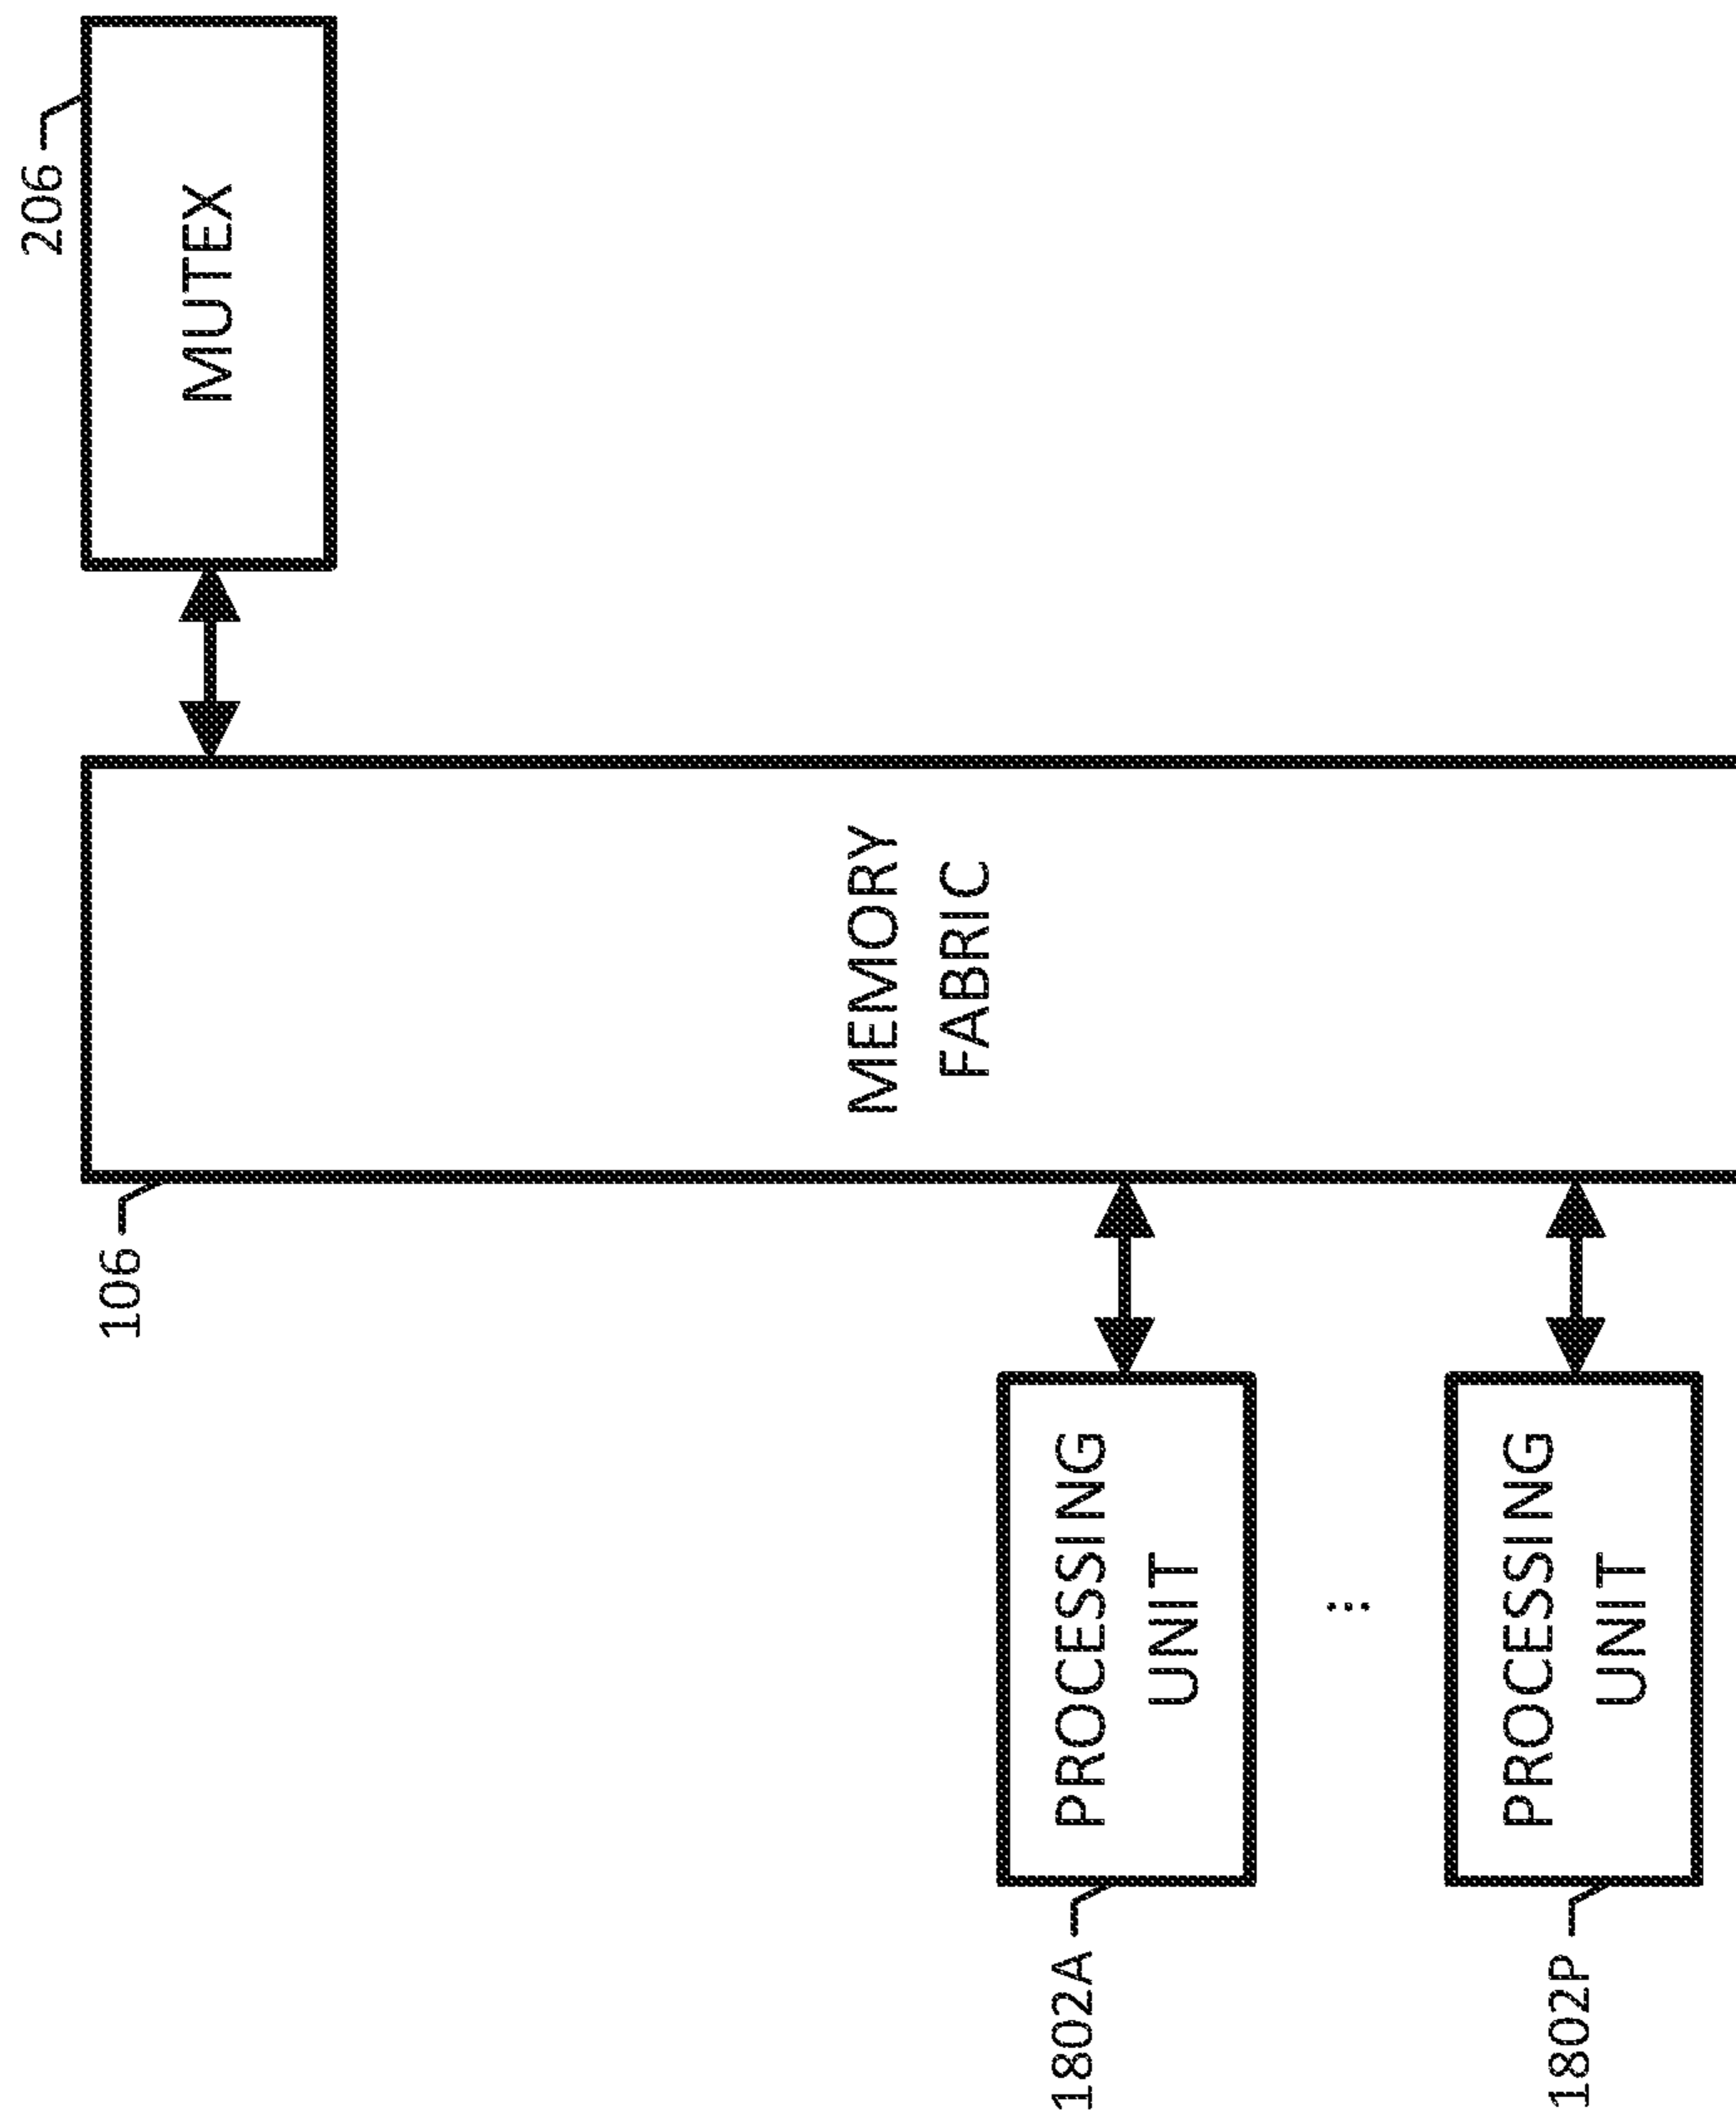 206
MUTEX
106
MEMORY
FABRIC
1802A
PROCESSING
UNIT
...
1802P
PROCESSING
UNIT